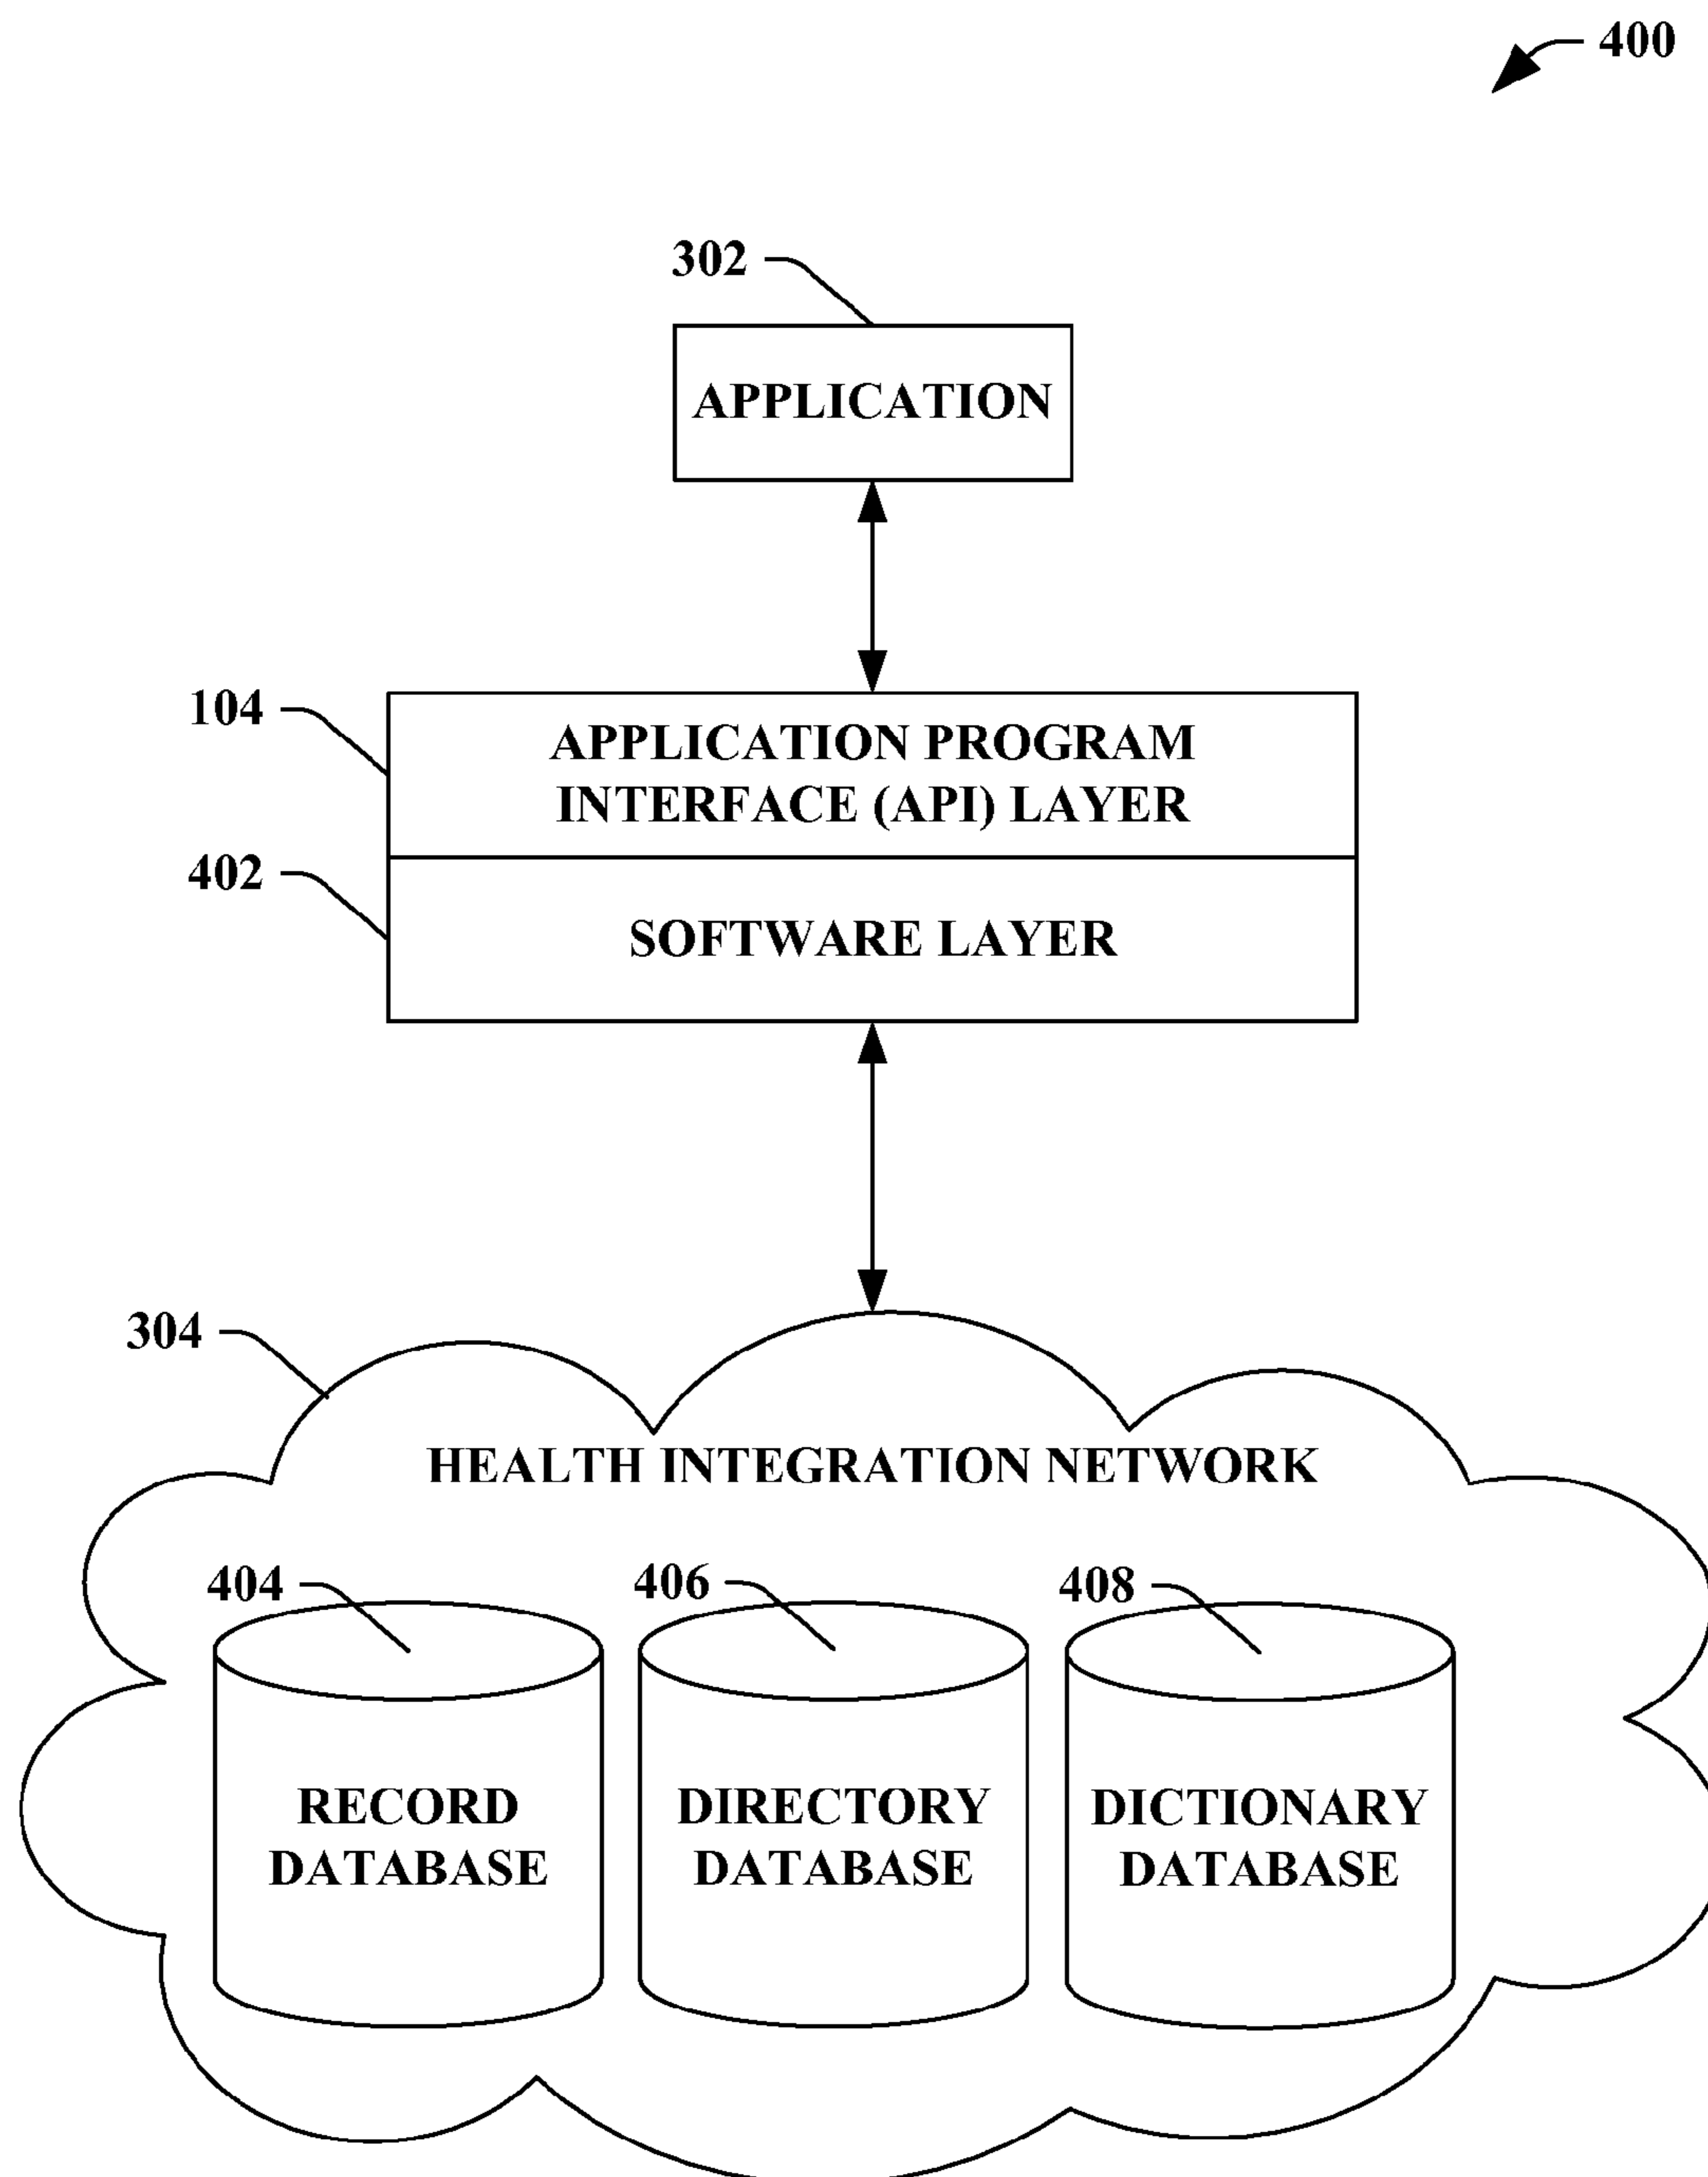 400
302
APPLICATION
104
APPLICATION PROGRAM
INTERFACE (API) LAYER
402
SOFTWARE LAYER
304
HEALTH INTEGRATION NETWORK
404
406
408
RECORD
DATABASE
DIRECTORY
DATABASE
DICTIONARY
DATABASE